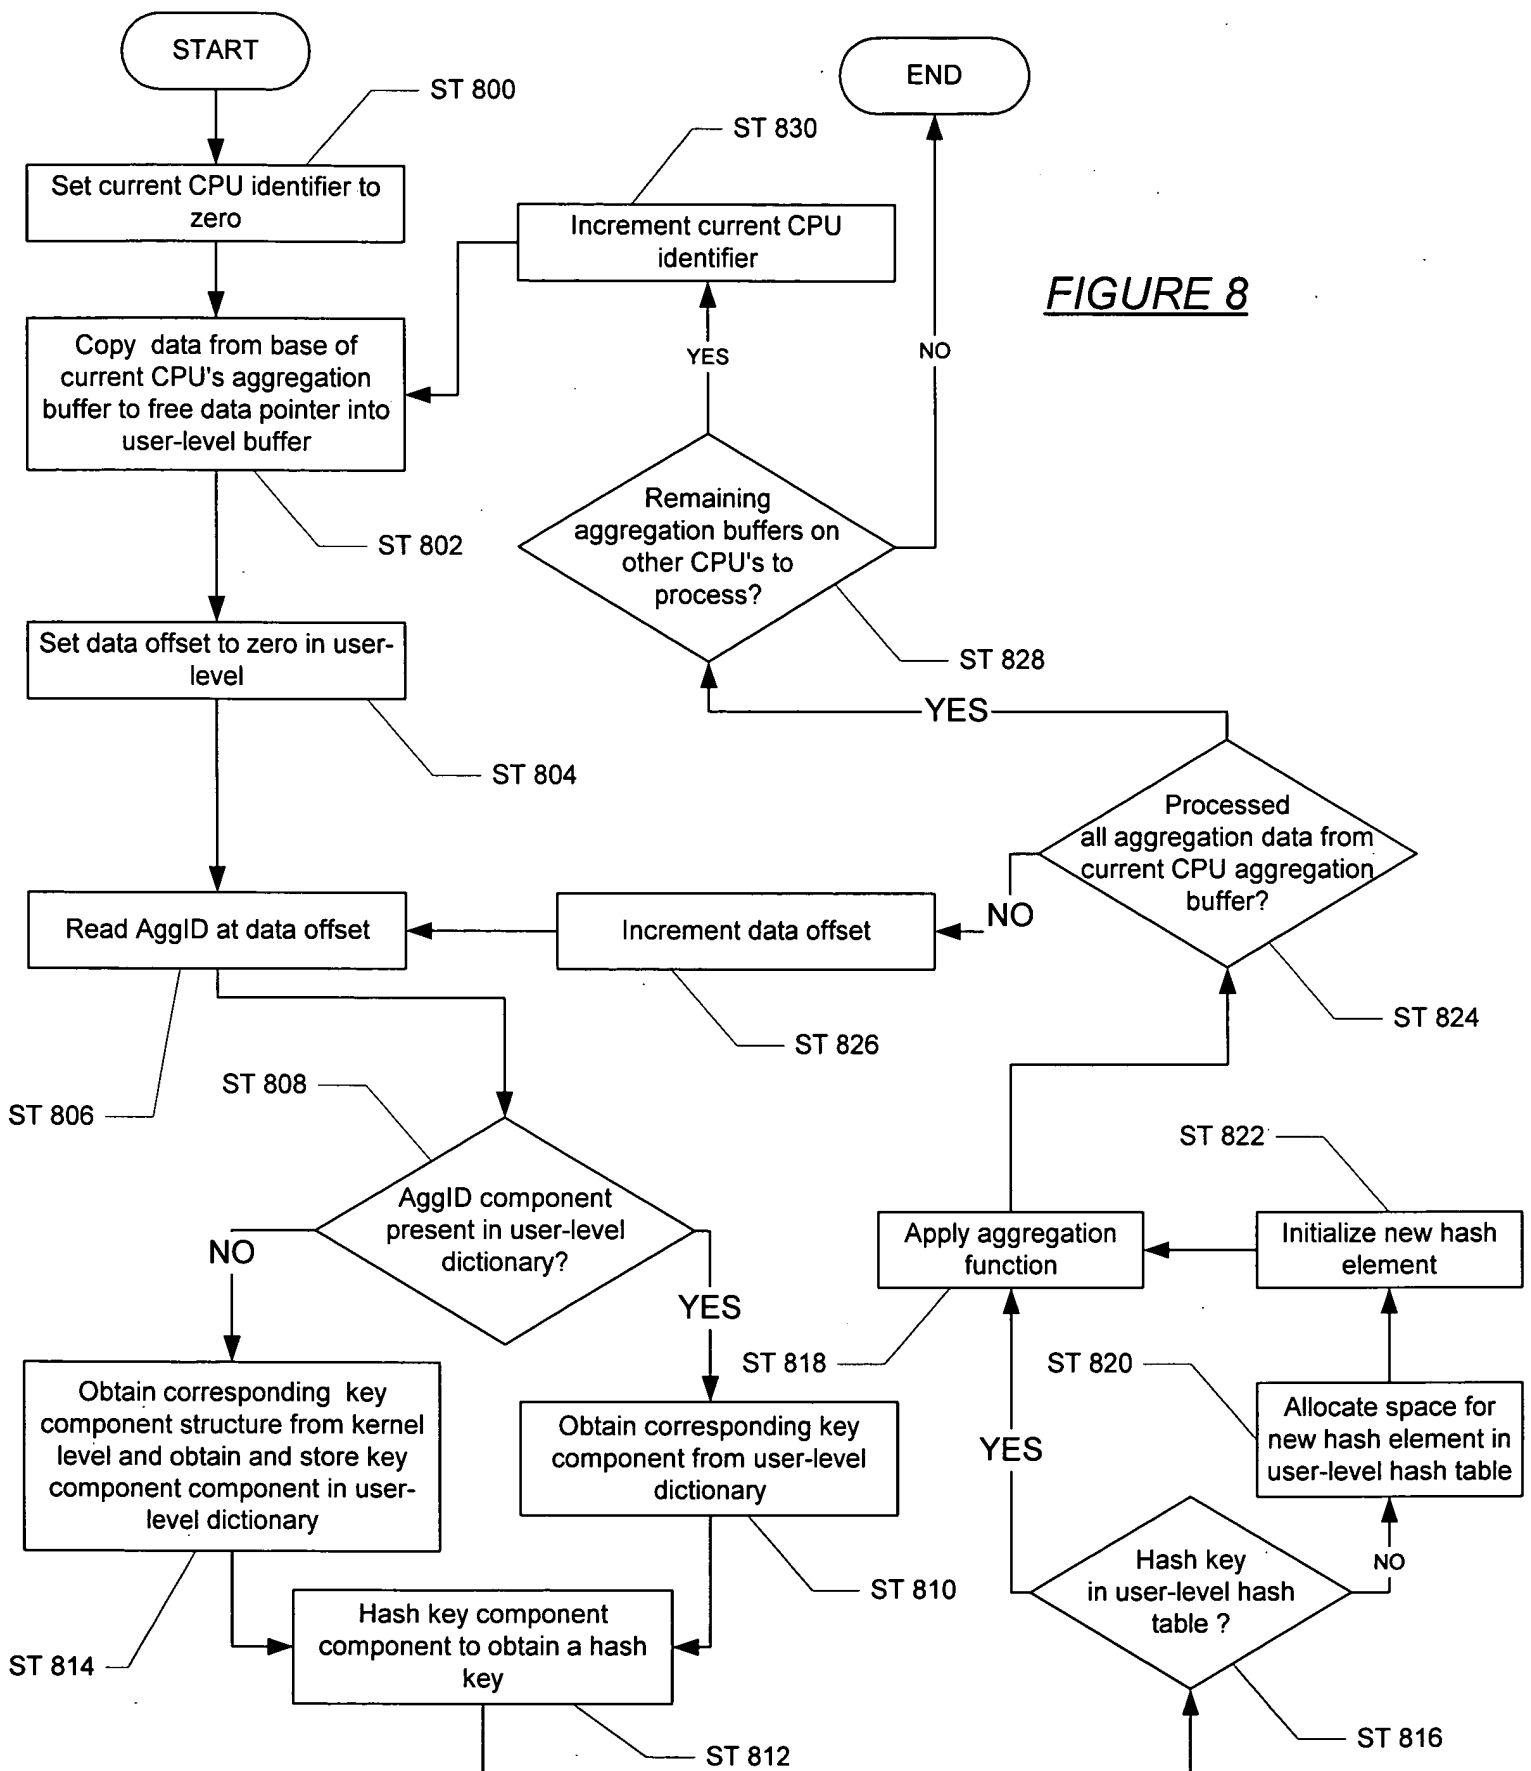 START
END
ST 800
ST 830
Set current CPU identifier to
zero
Increment current CPU
identifier
FIGURE 8
Copy data from base of
current CPU's aggregation
buffer to free data pointer into
user-level buffer
YES
NO
Remaining
aggregation buffers on
other CPU's to
process?
ST 802
Set data offset to zero in user-
level
ST 828
YES
ST 804
Processed
all aggregation data from
current CPU aggregation
buffer?
Read AggID at data offset
Increment data offset
NO
ST 824
ST 826
ST 808
ST 806
ST 822
AggID component
present in user-level
dictionary?
NO
YES
Apply aggregation
function
Initialize new hash
element
ST 818
ST 820
Obtain corresponding key
component structure from kernel
level and obtain and store key
component component in user-
level dictionary
Obtain corresponding key
component from user-level
dictionary
YES
Allocate space for
new hash element in
user-level hash table
Hash key
in user-level hash
table ?
NO
ST 810
Hash key component
component to obtain a hash
key
ST 814
ST 812
ST 816